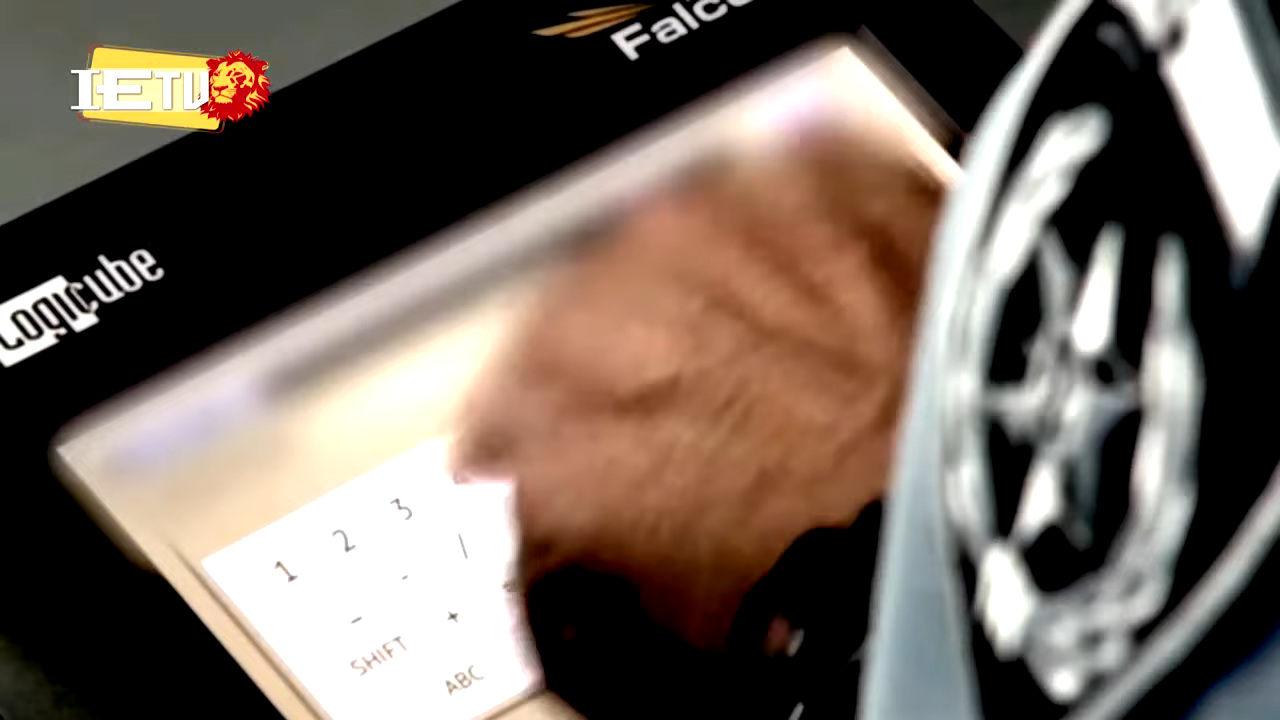 IETV
Falco
Logicube
1 2 3
- - /
SHIFT +
ABC